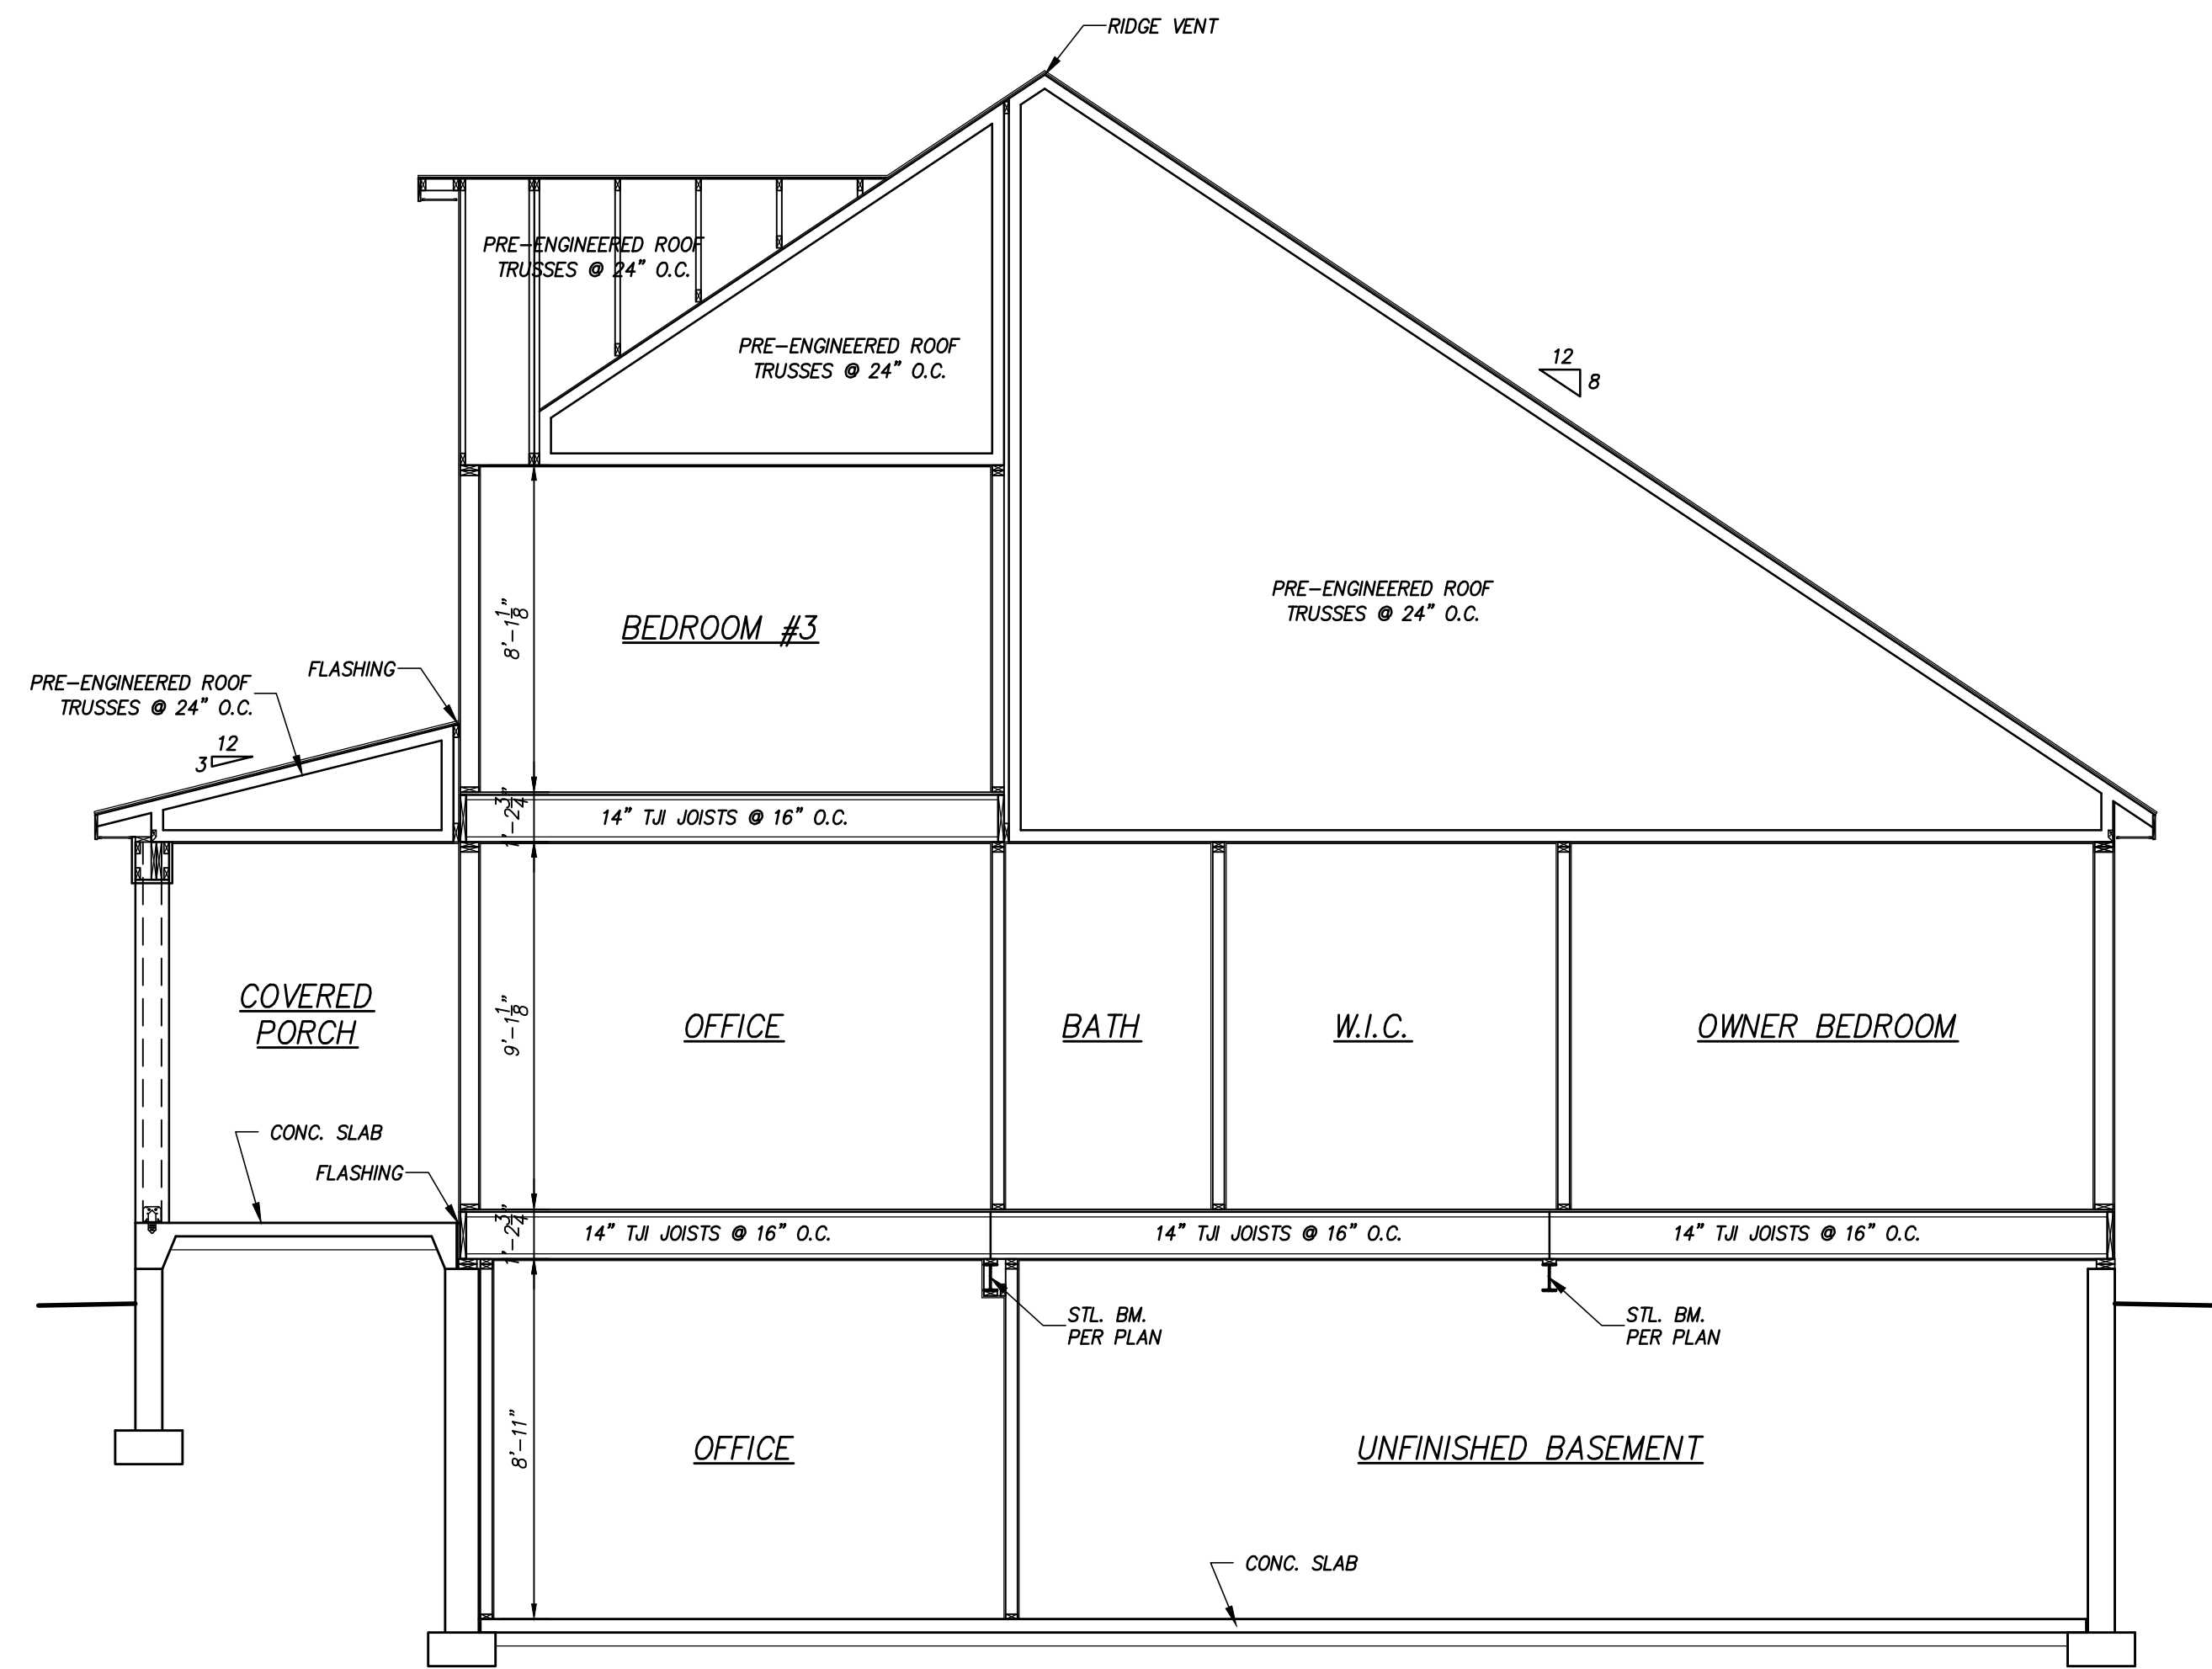 RIDGE VENT
PRE-ENGINEERED ROOF
TRUSSES @ 24" O.C.
PRE-ENGINEERED ROOF
TRUSSES @ 24" O.C.
12
8
PRE-ENGINEERED ROOF
TRUSSES @ 24" O.C.
8'-1 1/8"
BEDROOM #3
FLASHING
PRE-ENGINEERED ROOF
TRUSSES @ 24" O.C.
12
3
1'-2 3/4"
14" TJI JOISTS @ 16" O.C.
COVERED
PORCH
9'-1 1/8"
OFFICE
BATH
W.I.C.
OWNER BEDROOM
CONC. SLAB
FLASHING
1'-2 3/4"
14" TJI JOISTS @ 16" O.C.
14" TJI JOISTS @ 16" O.C.
14" TJI JOISTS @ 16" O.C.
STL. BM.
PER PLAN
STL. BM.
PER PLAN
8'-11"
OFFICE
UNFINISHED BASEMENT
CONC. SLAB